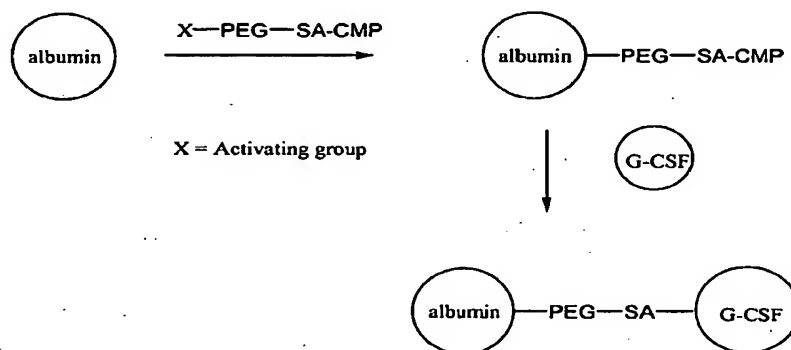 X—PEG—SA-CMP
albumin
albumin—PEG—SA-CMP
X = Activating group
G-CSF
albumin—PEG—SA—G-CSF